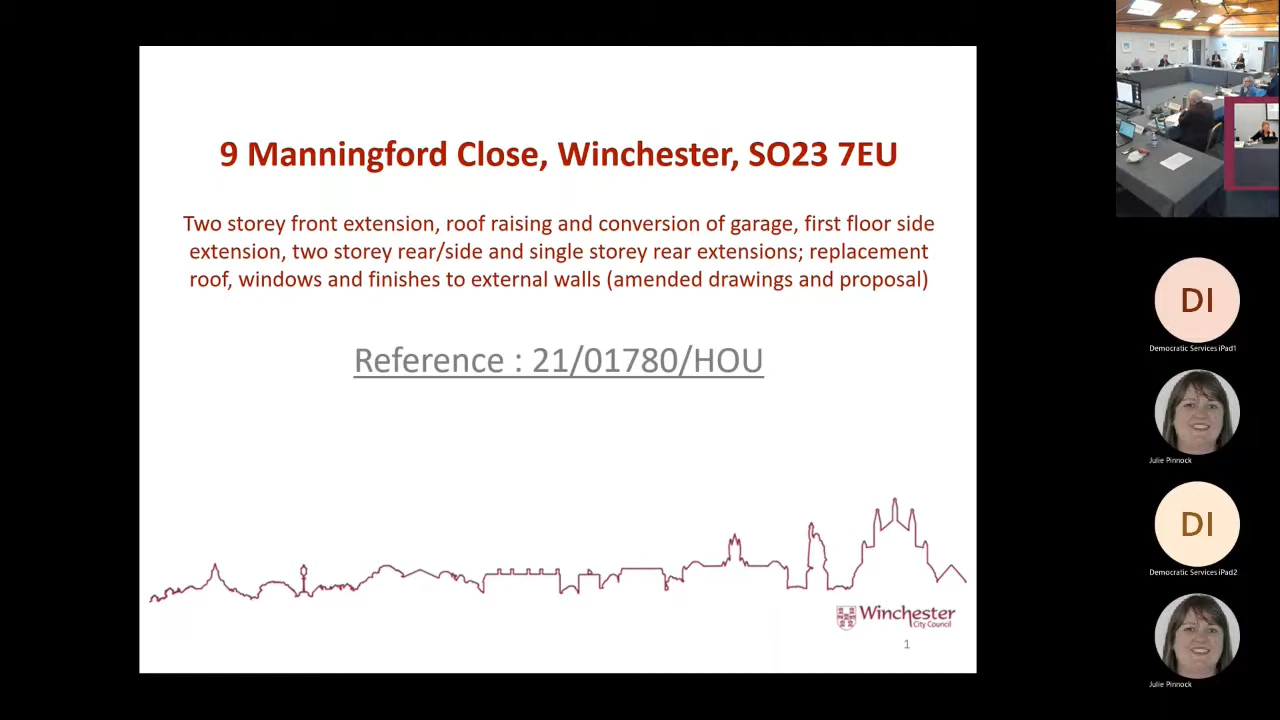 9 Manningford Close, Winchester, SO23 7EU
Two storey front extension, roof raising and conversion of garage, first floor side
extension, two storey rear/side and single storey rear extensions; replacement
roof, windows and finishes to external walls (amended drawings and proposal)
Reference : 21/01780/HOU
Winchester
City Council
1
DI
Democratic Services iPad1
Julie Pinnock
DI
Democratic Services iPad2
Julie Pinnock